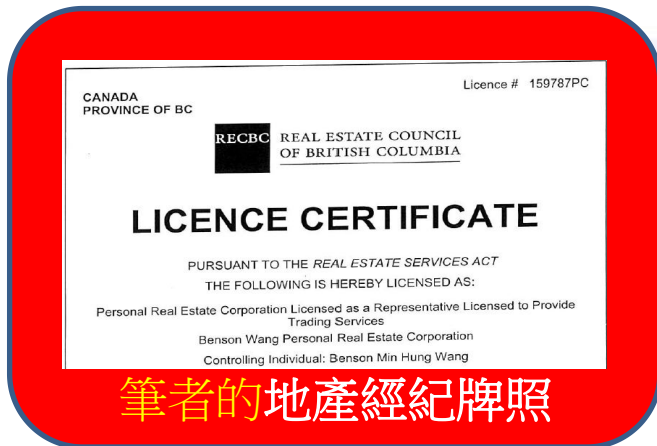 Licence # 159787PC
CANADA
PROVINCE OF BC
RECBC REAL ESTATE COUNCIL
OF BRITISH COLUMBIA
LICENCE CERTIFICATE
PURSUANT TO THE REAL ESTATE SERVICES ACT
THE FOLLOWING IS HEREBY LICENSED AS:
Personal Real Estate Corporation Licensed as a Representative Licensed to Provide
Trading Services
Benson Wang Personal Real Estate Corporation
Controlling Individual: Benson Min Hung Wang
筆者的地產經紀牌照